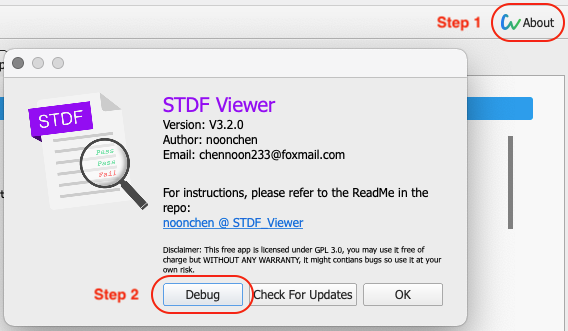 Step 1
About
STDF
Pass
Pass
Fail
STDF Viewer
Version: V3.2.0
Author: noonchen
Email: chennoon233@foxmail.com
For instructions, please refer to the ReadMe in the
repo:
noonchen @ STDF_Viewer
Disclaimer: This free app is licensed under GPL 3.0, you may use it free of
charge but WITHOUT ANY WARRANTY, it might contians bugs so use it at your
own risk.
Step 2
Debug
Check For Updates
OK